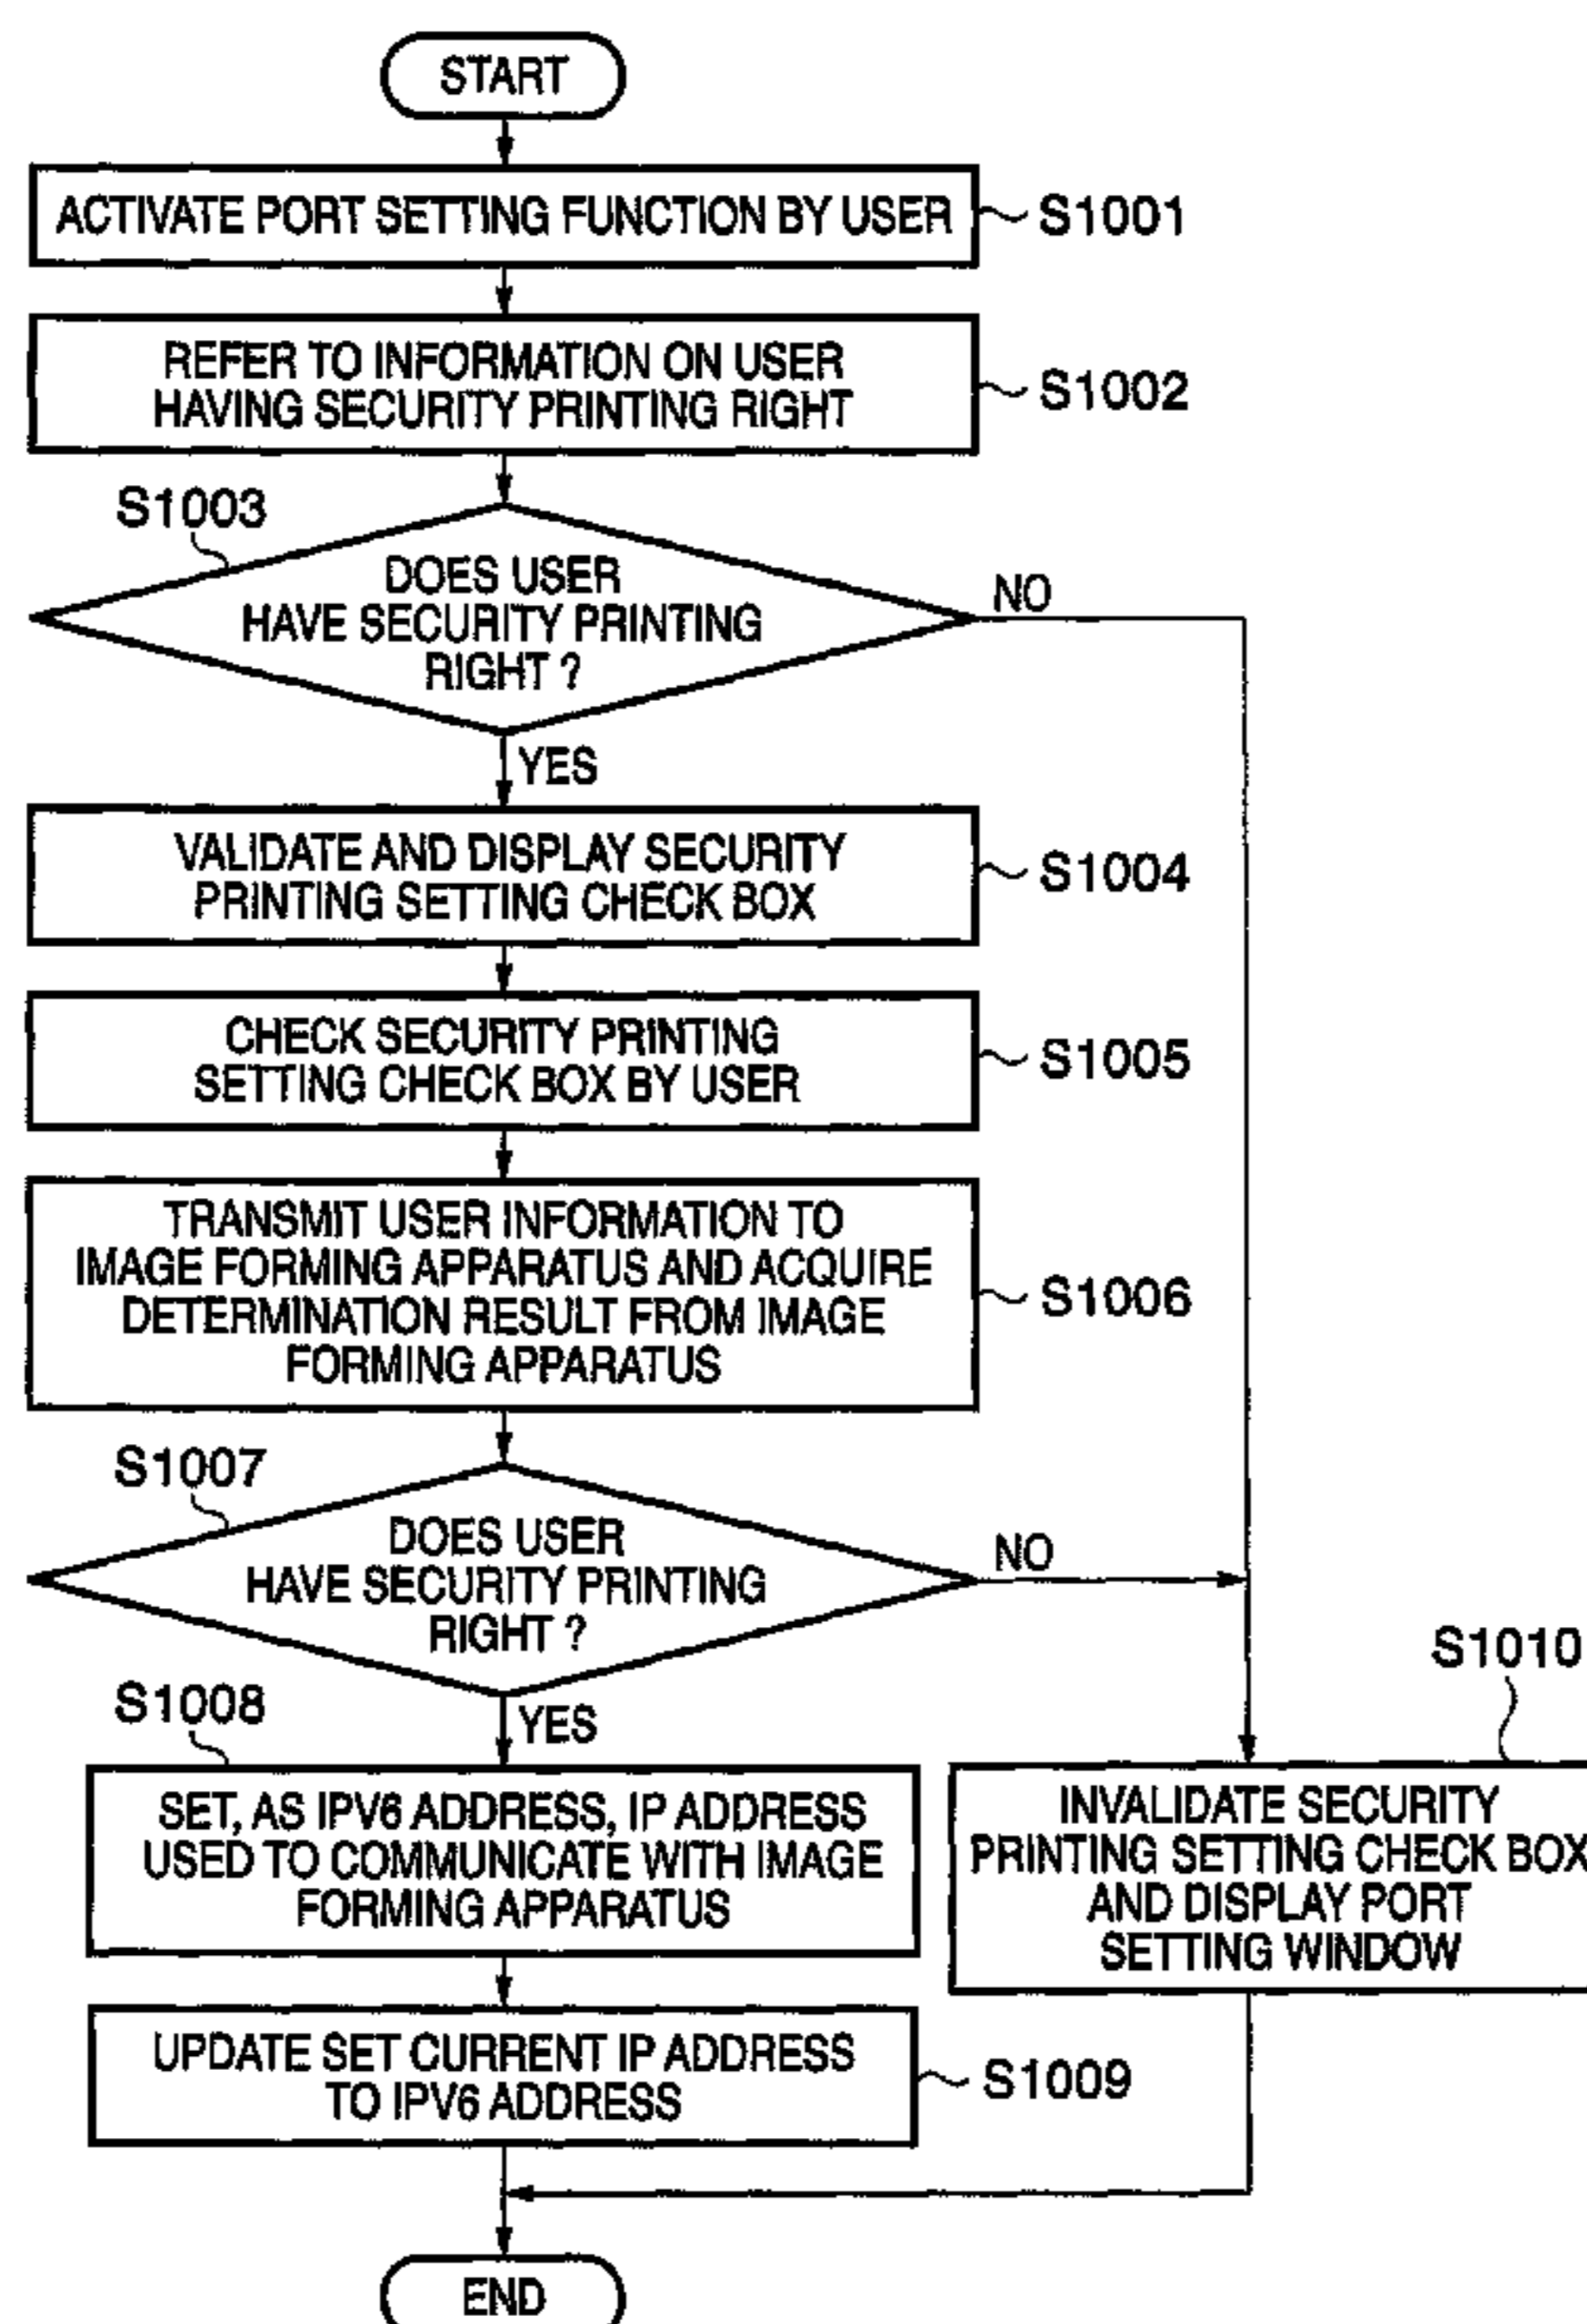 START
ACTIVATE PORT SETTING FUNCTION BY USER
S1001
REFER TO INFORMATION ON USER
HAVING SECURITY PRINTING RIGHT
S1002
S1003
DOES USER
HAVE SECURITY PRINTING
RIGHT ?
NO
YES
VALIDATE AND DISPLAY SECURITY
PRINTING SETTING CHECK BOX
S1004
CHECK SECURITY PRINTING
SETTING CHECK BOX BY USER
S1005
TRANSMIT USER INFORMATION TO
IMAGE FORMING APPARATUS AND ACQUIRE
DETERMINATION RESULT FROM IMAGE
FORMING APPARATUS
S1006
S1007
DOES USER
HAVE SECURITY PRINTING
RIGHT ?
NO
YES
S1008
SET, AS IPV6 ADDRESS, IP ADDRESS
USED TO COMMUNICATE WITH IMAGE
FORMING APPARATUS
S1010
INVALIDATE SECURITY
PRINTING SETTING CHECK BOX
AND DISPLAY PORT
SETTING WINDOW
UPDATE SET CURRENT IP ADDRESS
TO IPV6 ADDRESS
S1009
END